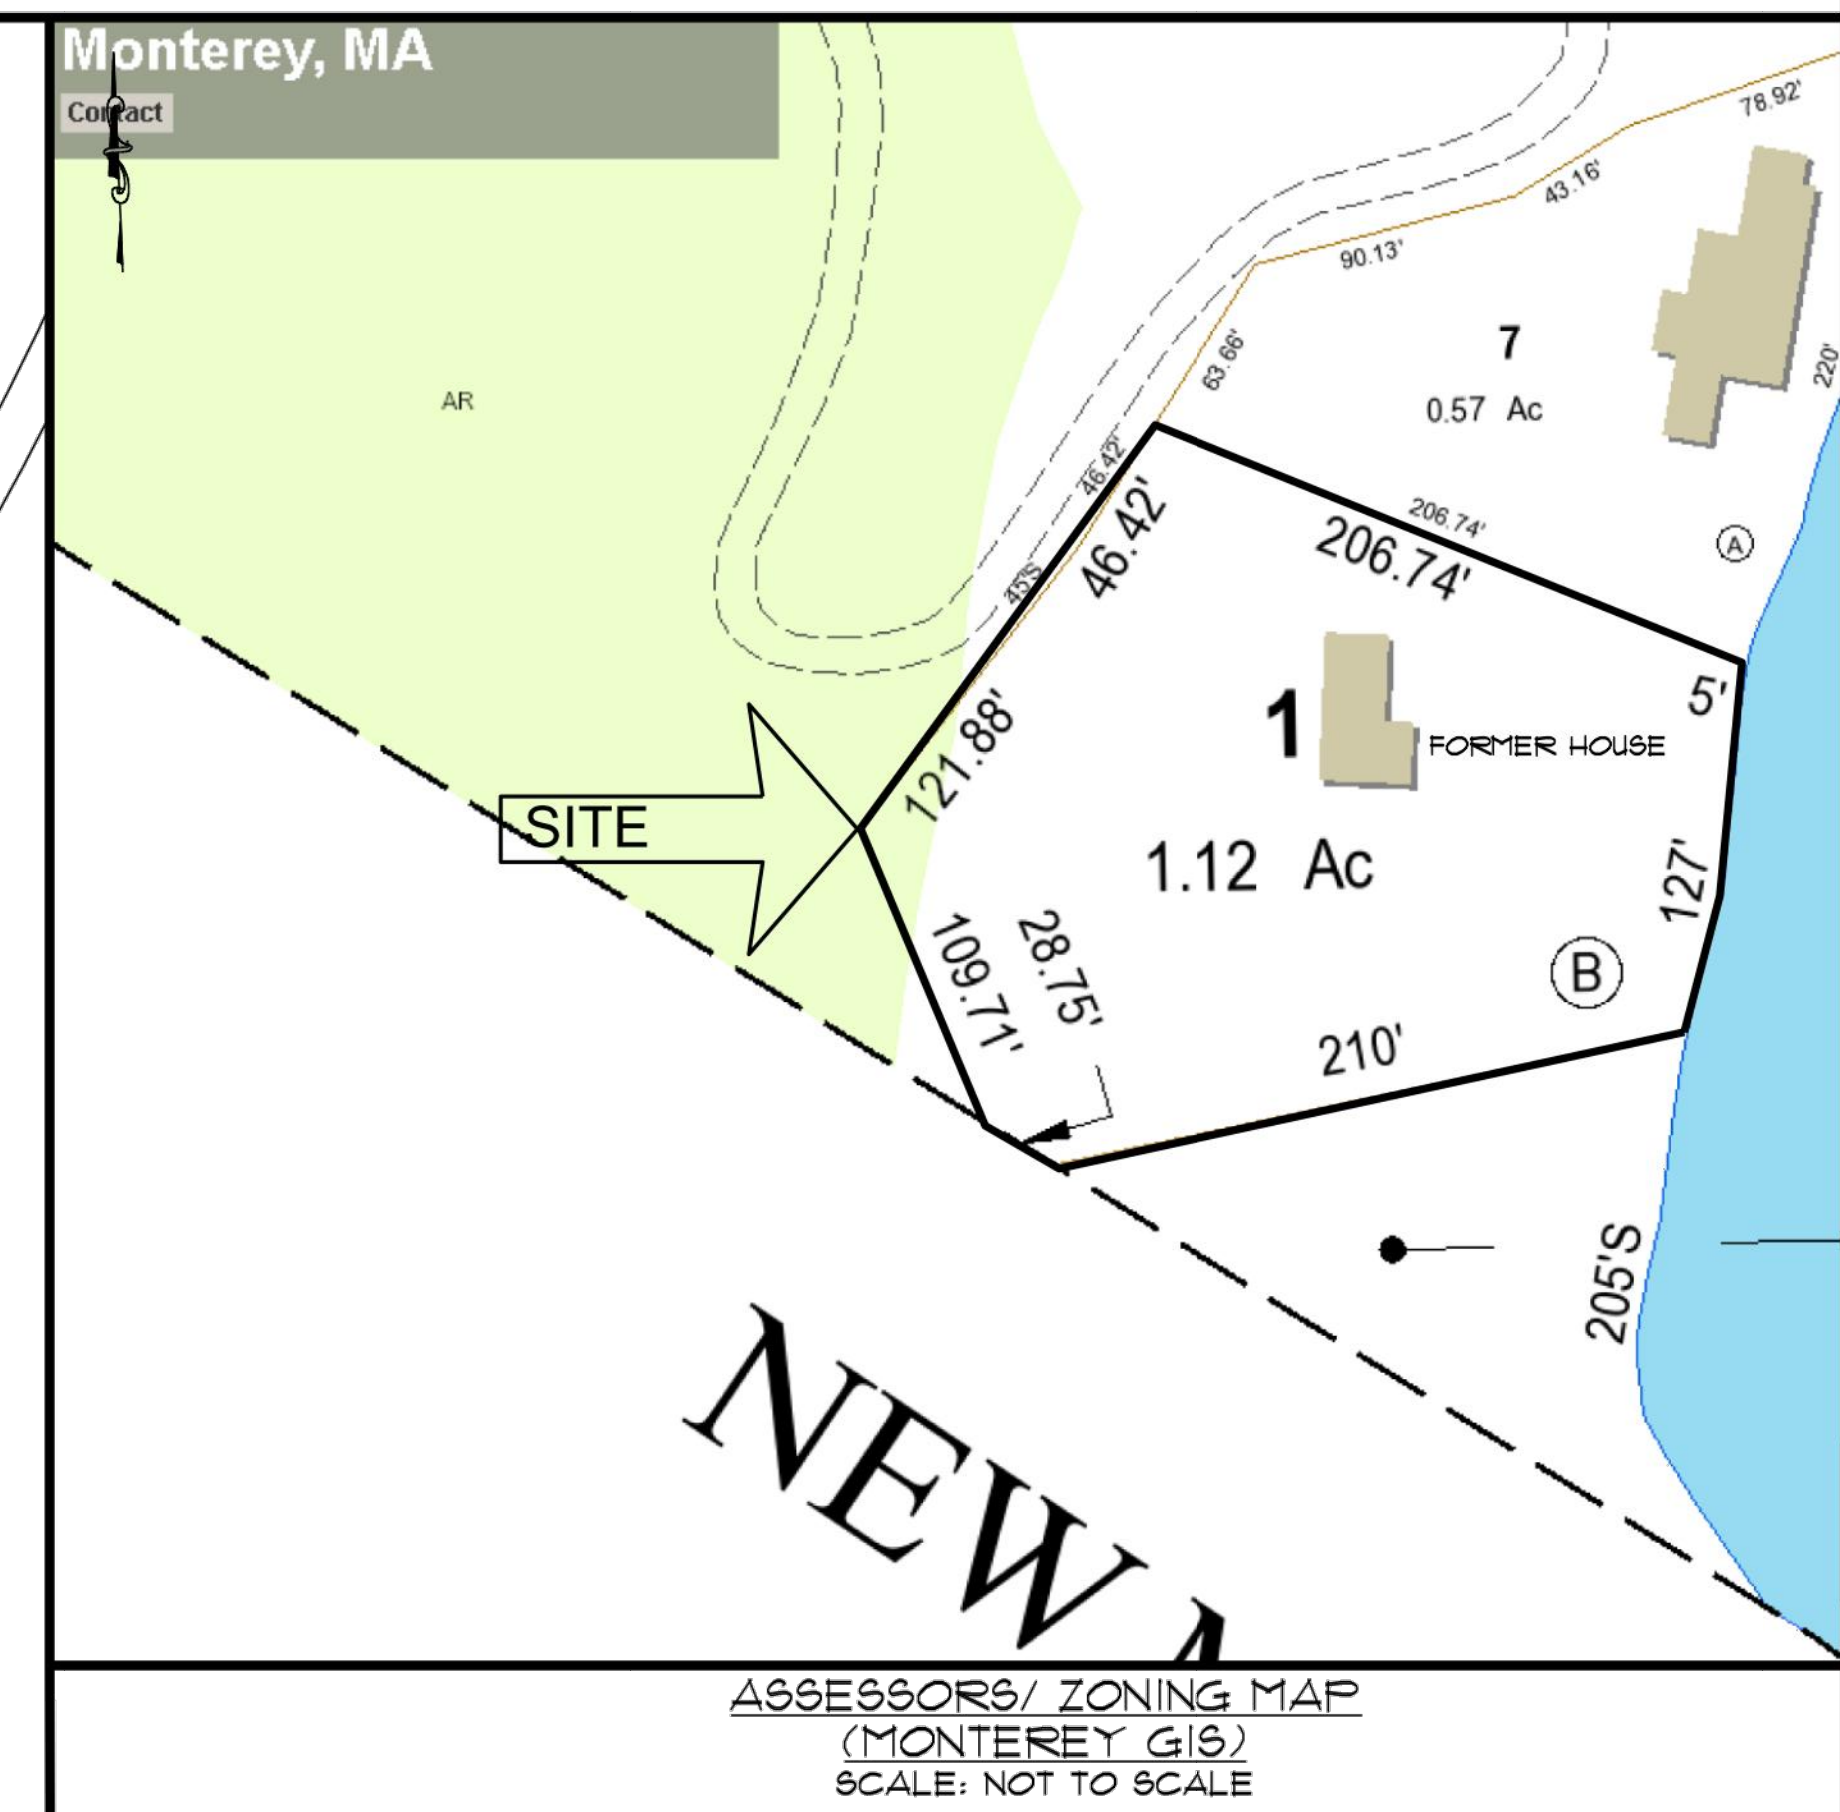 Monterey, MA
Contact
78.92'
43.16'
90.13'
63.66'
7
0.57 Ac
220'
AR
46.42'
46.42'
45'S
206.74'
206.74'
A
5'
1
FORMER HOUSE
121.88'
SITE
1.12 Ac
127'
109.71'
28.75'
B
210'
205'S
NEW
ASSESSORS/ ZONING MAP
(MONTEREY GIS)
SCALE: NOT TO SCALE